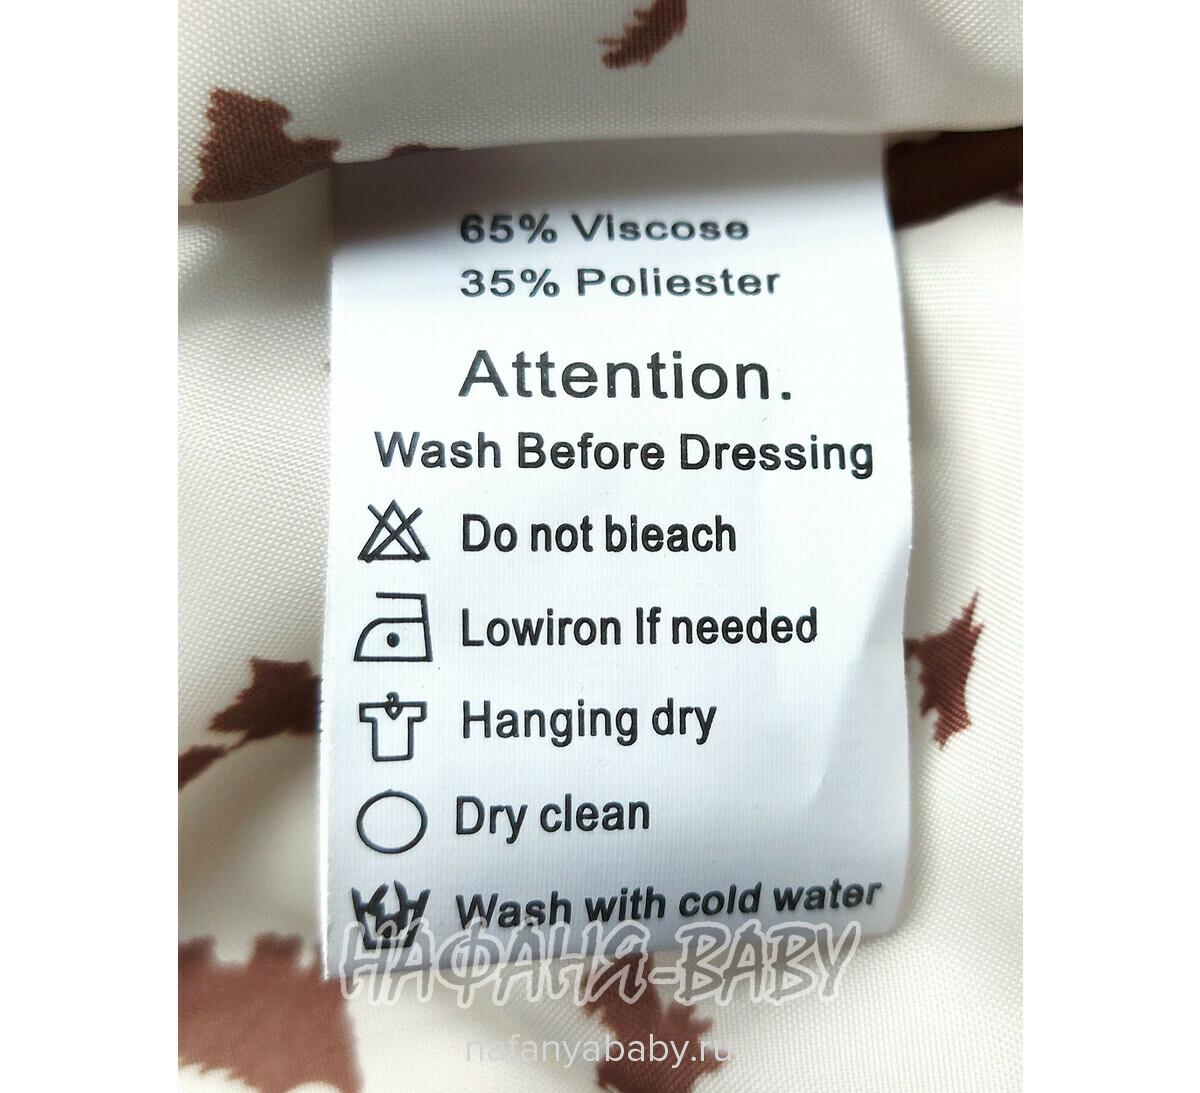 65% Viscose
35% Poliester
Attention.
Wash Before Dressing
Do not bleach
Lowiron If needed
Hanging dry
Dry clean
Wash with cold water
НАФАНЯ-BABY
nafanyababy.ru